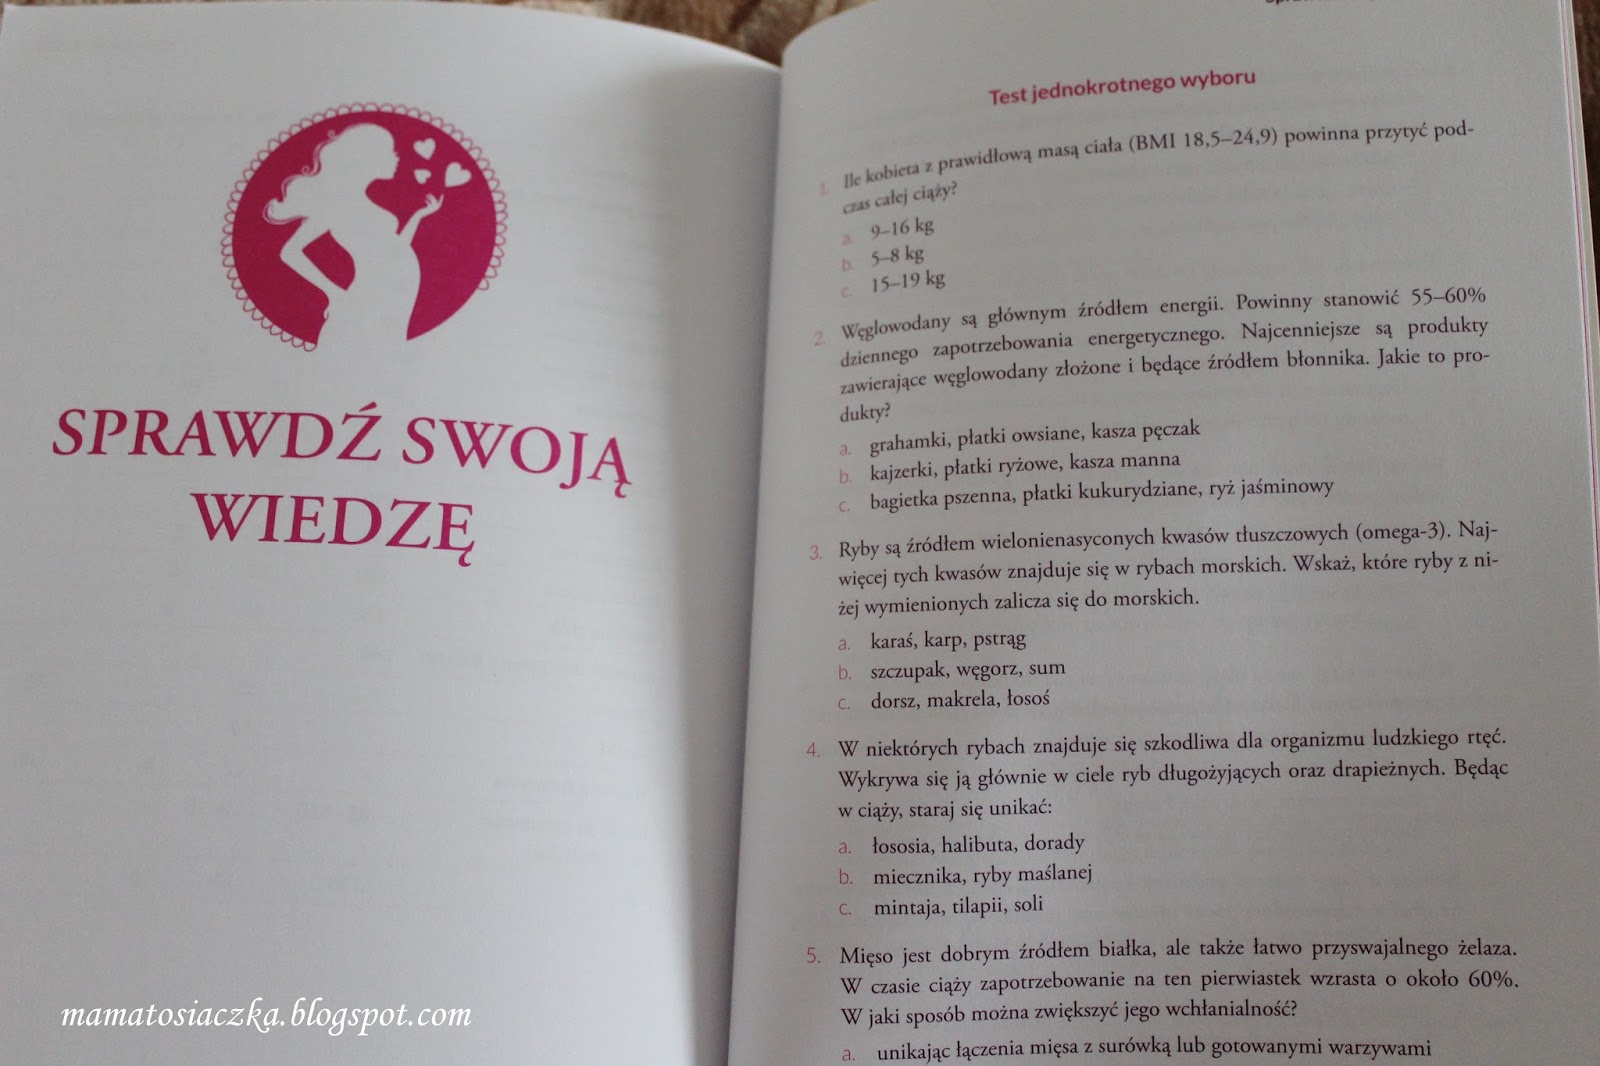 SPRAWDŹ SWOJĄ
WIEDZĘ
mamatosiaczka.blogspot.com
Test jednokrotnego wyboru
1. Ile kobieta z prawidłową masą ciała (BMI 18,5–24,9) powinna przytyć pod-
czas całej ciąży?
a. 9–16 kg
b. 5–8 kg
c. 15–19 kg
2. Węglowodany są głównym źródłem energii. Powinny stanowić 55–60%
dziennego zapotrzebowania energetycznego. Najcenniejsze są produkty
zawierające węglowodany złożone i będące źródłem błonnika. Jakie to pro-
dukty?
a. grahamki, płatki owsiane, kasza pęczak
b. kajzerki, płatki ryżowe, kasza manna
c. bagietka pszenna, płatki kukurydziane, ryż jaśminowy
3. Ryby są źródłem wielonienasyconych kwasów tłuszczowych (omega-3). Naj-
więcej tych kwasów znajduje się w rybach morskich. Wskaż, które ryby z ni-
żej wymienionych zalicza się do morskich.
a. karaś, karp, pstrąg
b. szczupak, węgorz, sum
c. dorsz, makrela, łosoś
4. W niektórych rybach znajduje się szkodliwa dla organizmu ludzkiego rtęć.
Wykrywa się ją głównie w ciele ryb długożyjących oraz drapieżnych. Będąc
w ciąży, staraj się unikać:
a. łososia, halibuta, dorady
b. miecznika, ryby maślanej
c. mintaja, tilapii, soli
5. Mięso jest dobrym źródłem białka, ale także łatwo przyswajalnego żelaza.
W czasie ciąży zapotrzebowanie na ten pierwiastek wzrasta o około 60%.
W jaki sposób można zwiększyć jego wchłanialność?
a. unikając łączenia mięsa z surówką lub gotowanymi warzywami